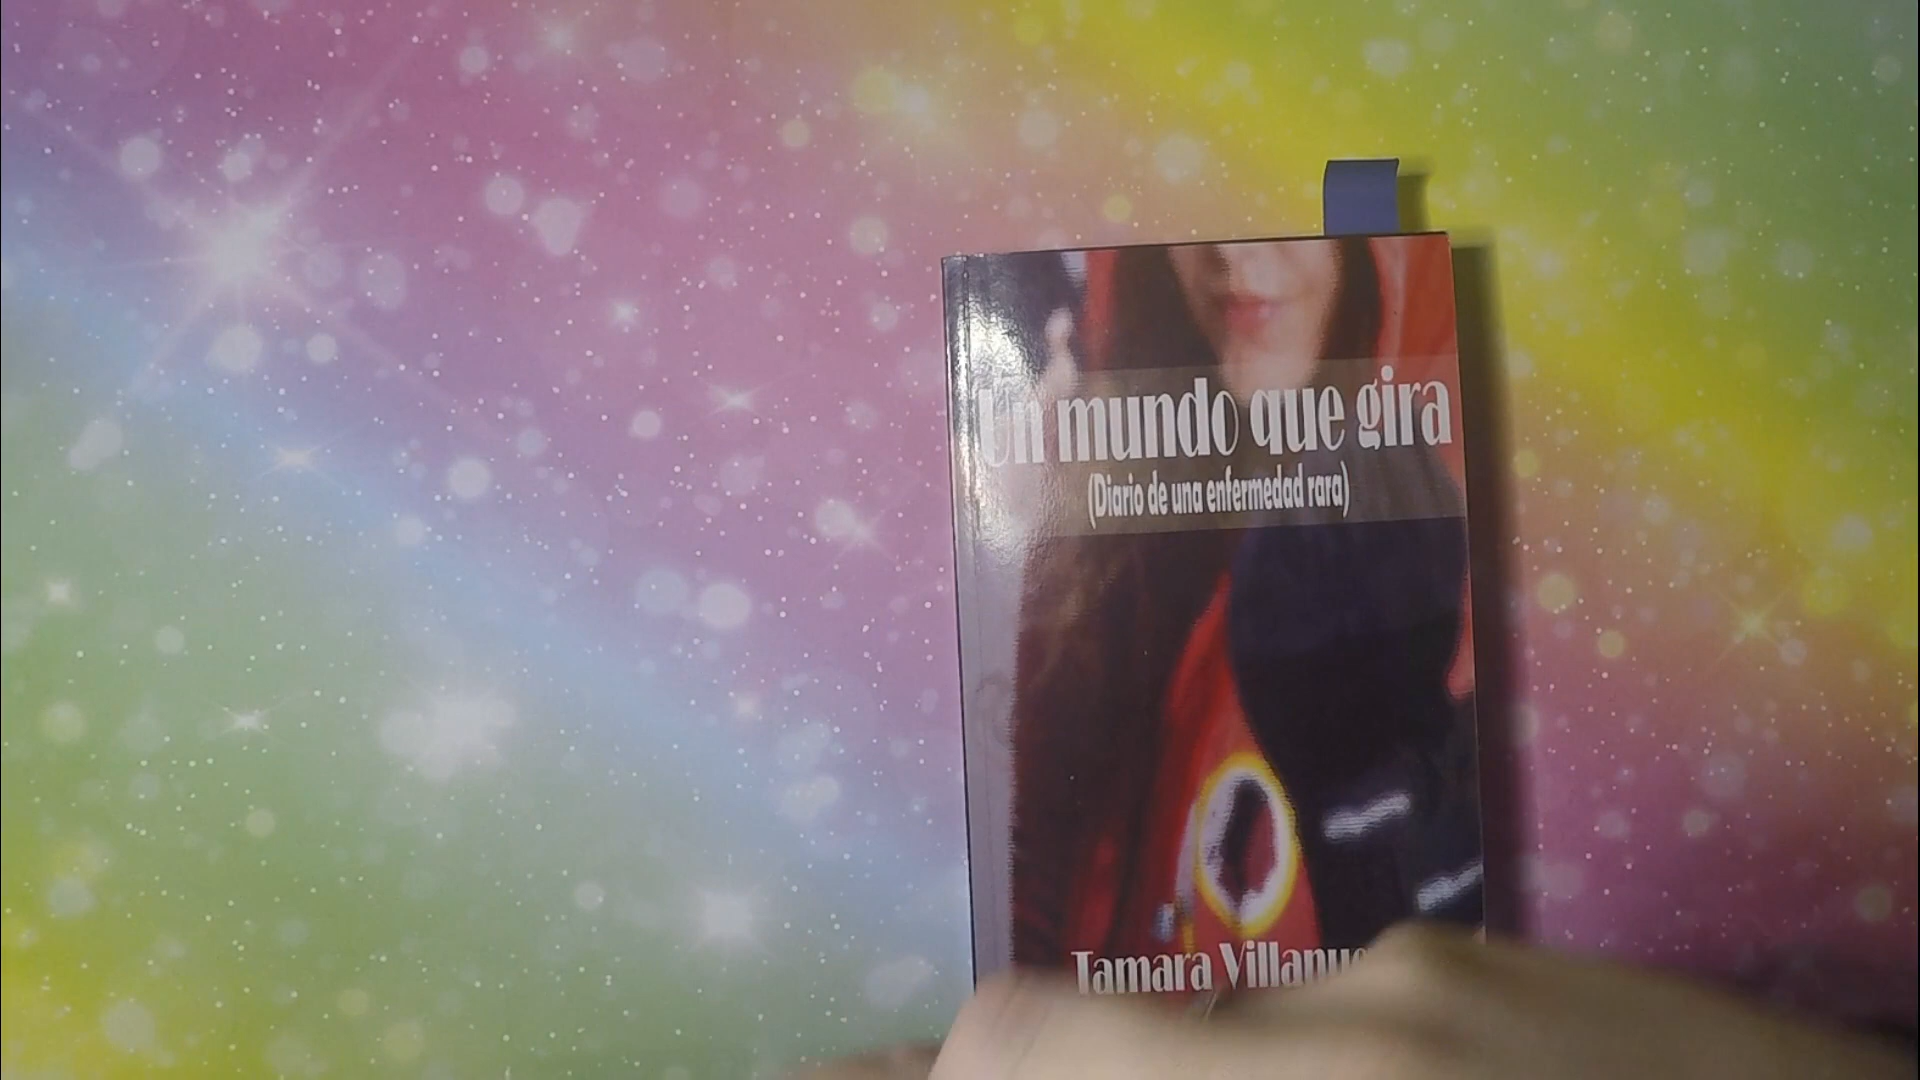 Un mundo que gira
(Diario de una enfermedad rara)
Tamara